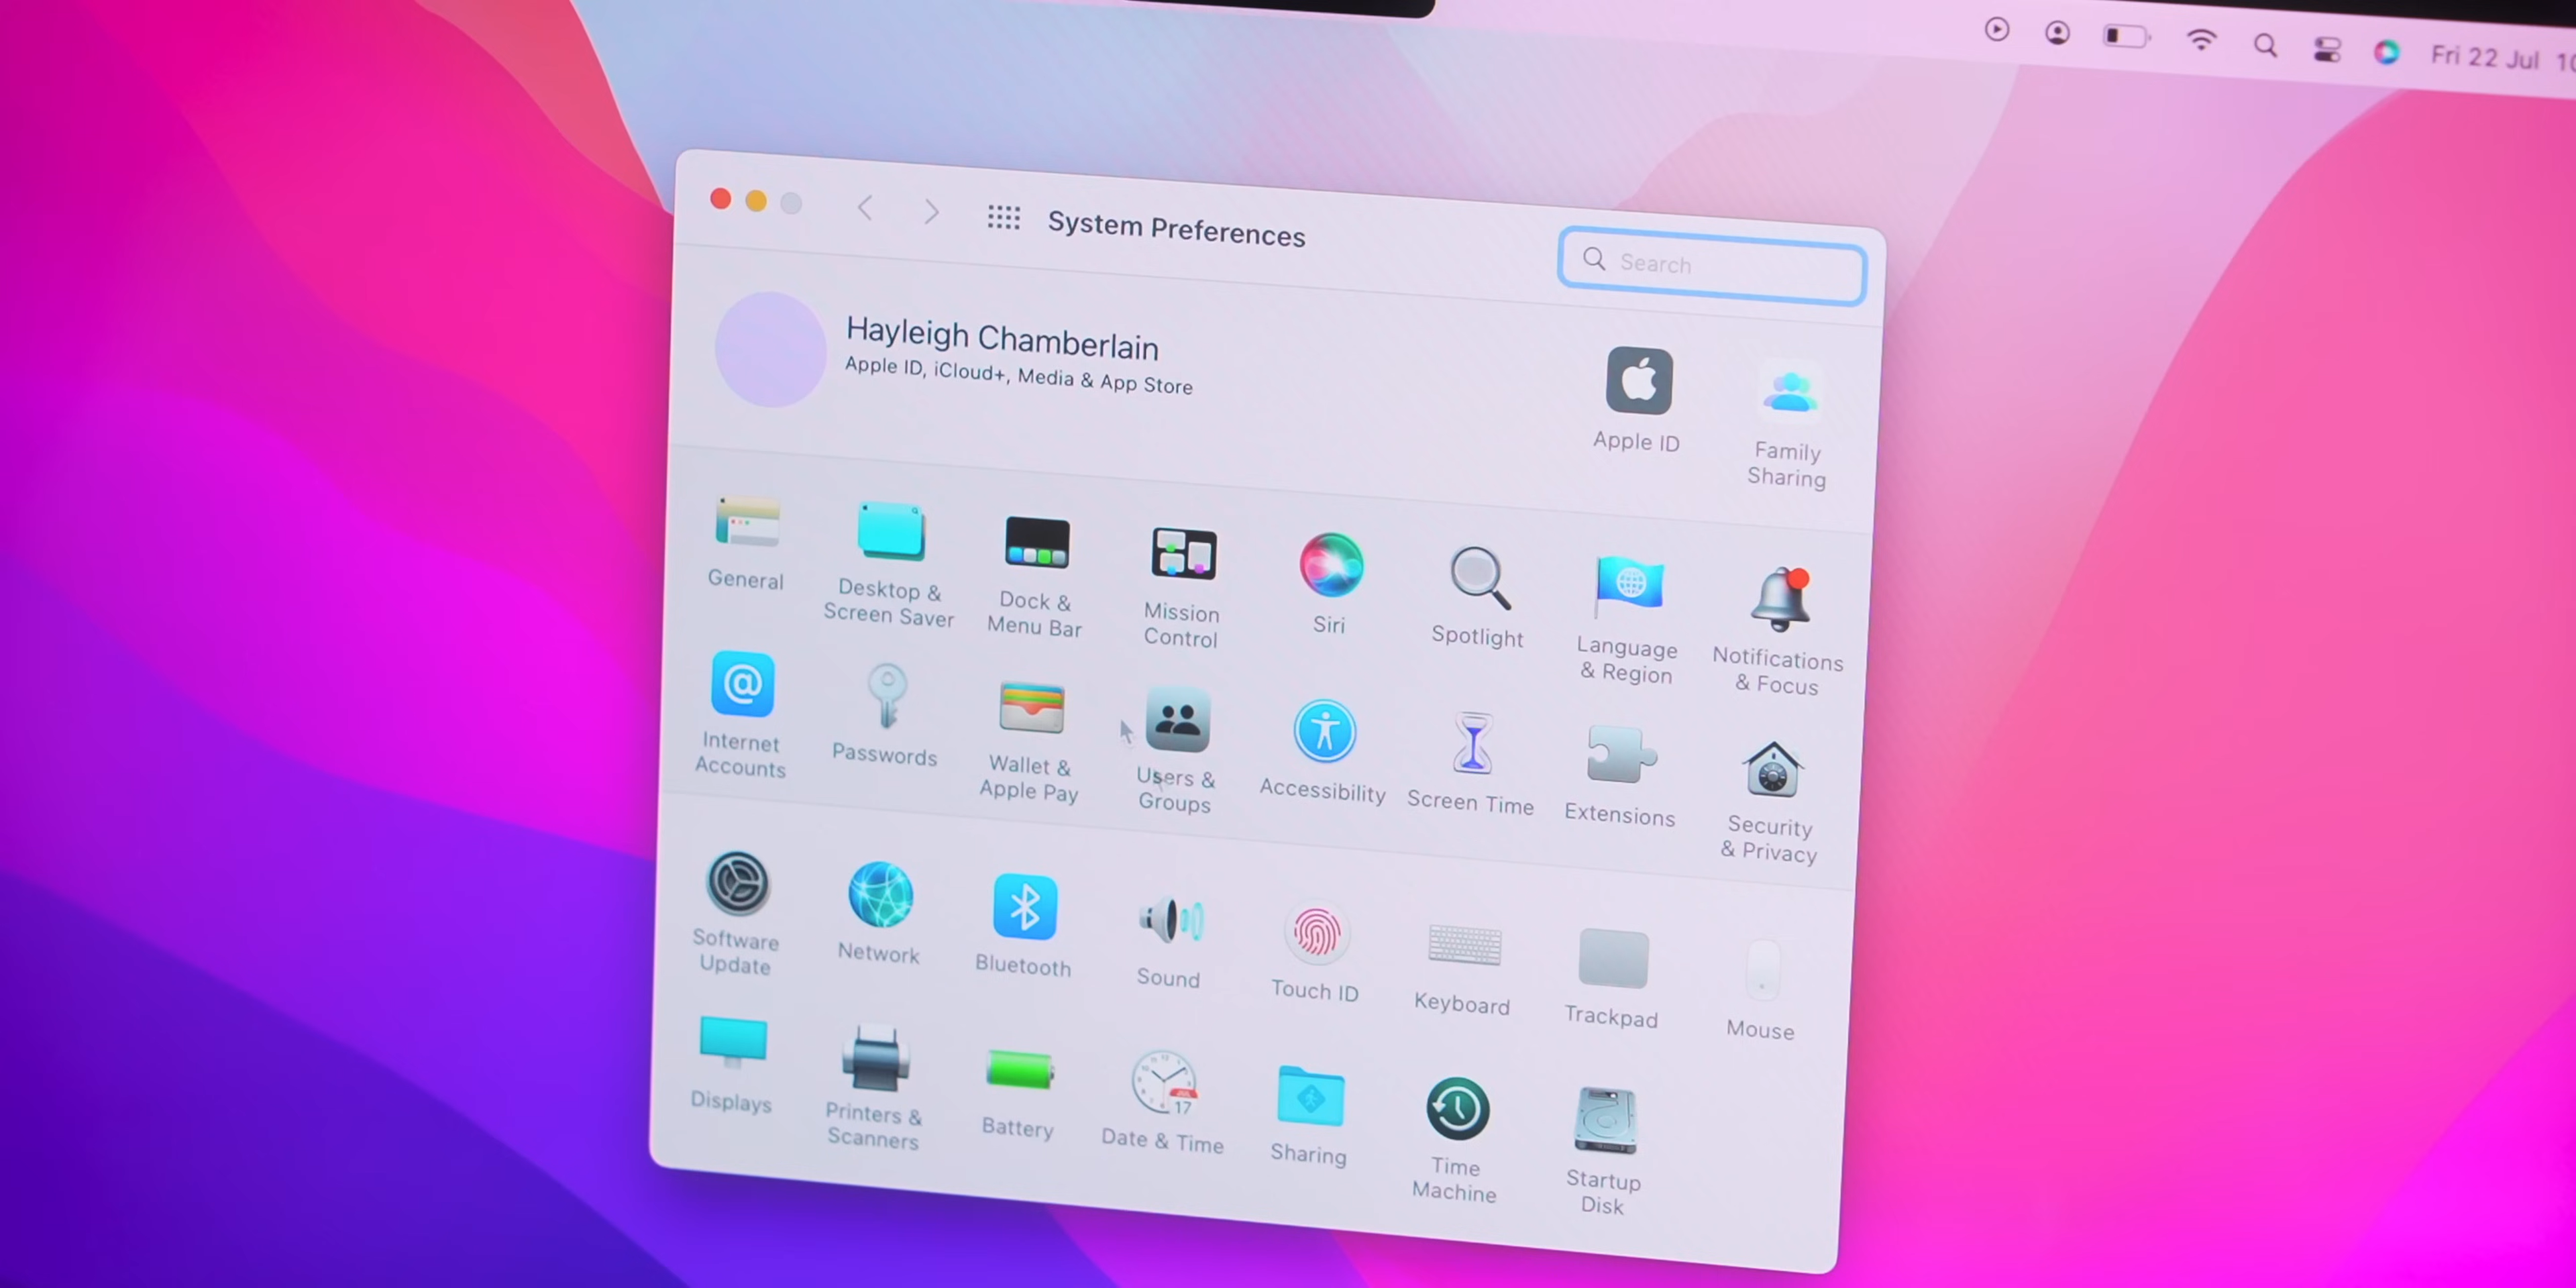 Fri 22 Jul
System Preferences
Search
Hayleigh Chamberlain
Apple ID, iCloud+, Media & App Store
Apple ID
Family
Sharing
General
Desktop &
Screen Saver
Dock &
Menu Bar
Mission
Control
Siri
Spotlight
Language
& Region
Notifications
& Focus
@
Internet
Accounts
Passwords
Wallet &
Apple Pay
Users &
Groups
Accessibility
Screen Time
Extensions
Security
& Privacy
Software
Update
Network
Bluetooth
Sound
Touch ID
Keyboard
Trackpad
Mouse
Displays
Printers &
Scanners
Battery
JUL
17
Date & Time
Sharing
Time
Machine
Startup
Disk